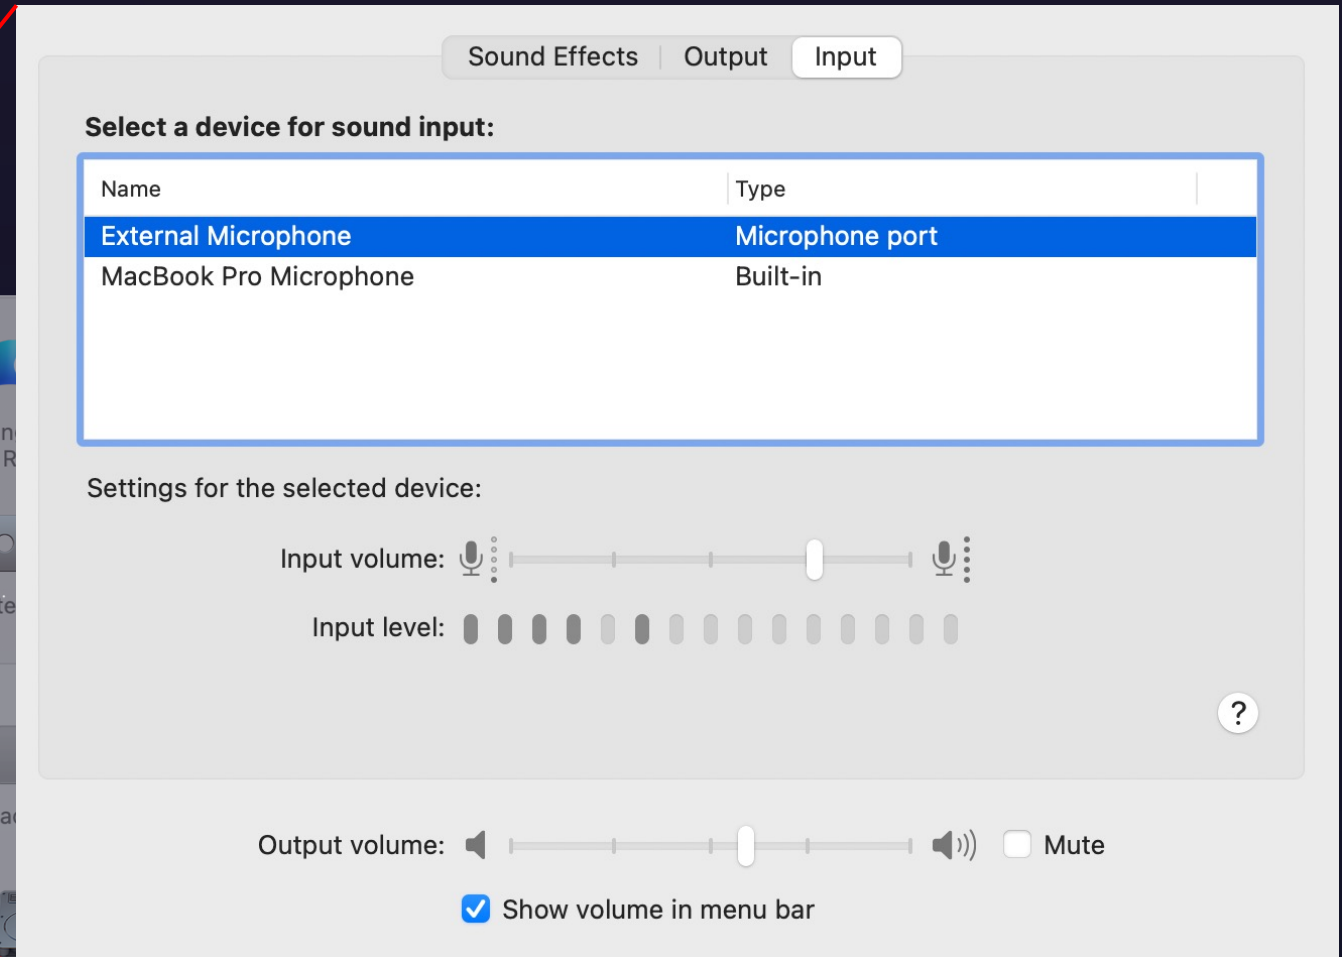 Sound Effects Output Input
Select a device for sound input:
Name Type
External Microphone Microphone port
MacBook Pro Microphone Built-in
Settings for the selected device:
Input volume:
Input level:
?
Output volume: Mute
Show volume in menu bar